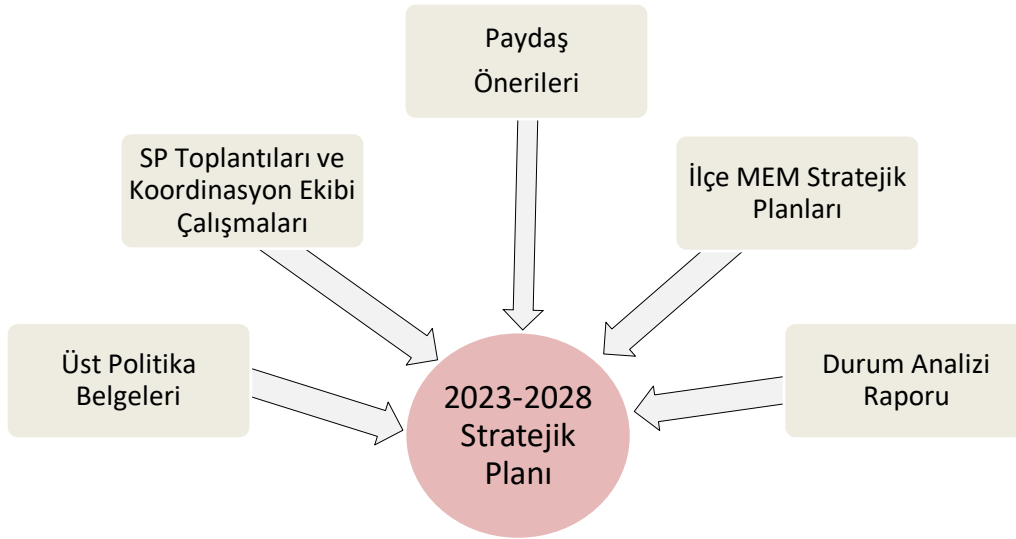 Paydaş
Önerileri
SP Toplantıları ve
Koordinasyon Ekibi
Çalışmaları
İlçe MEM Stratejik
Planları
Üst Politika
Belgeleri
2023-2028
Stratejik
Planı
Durum Analizi
Raporu